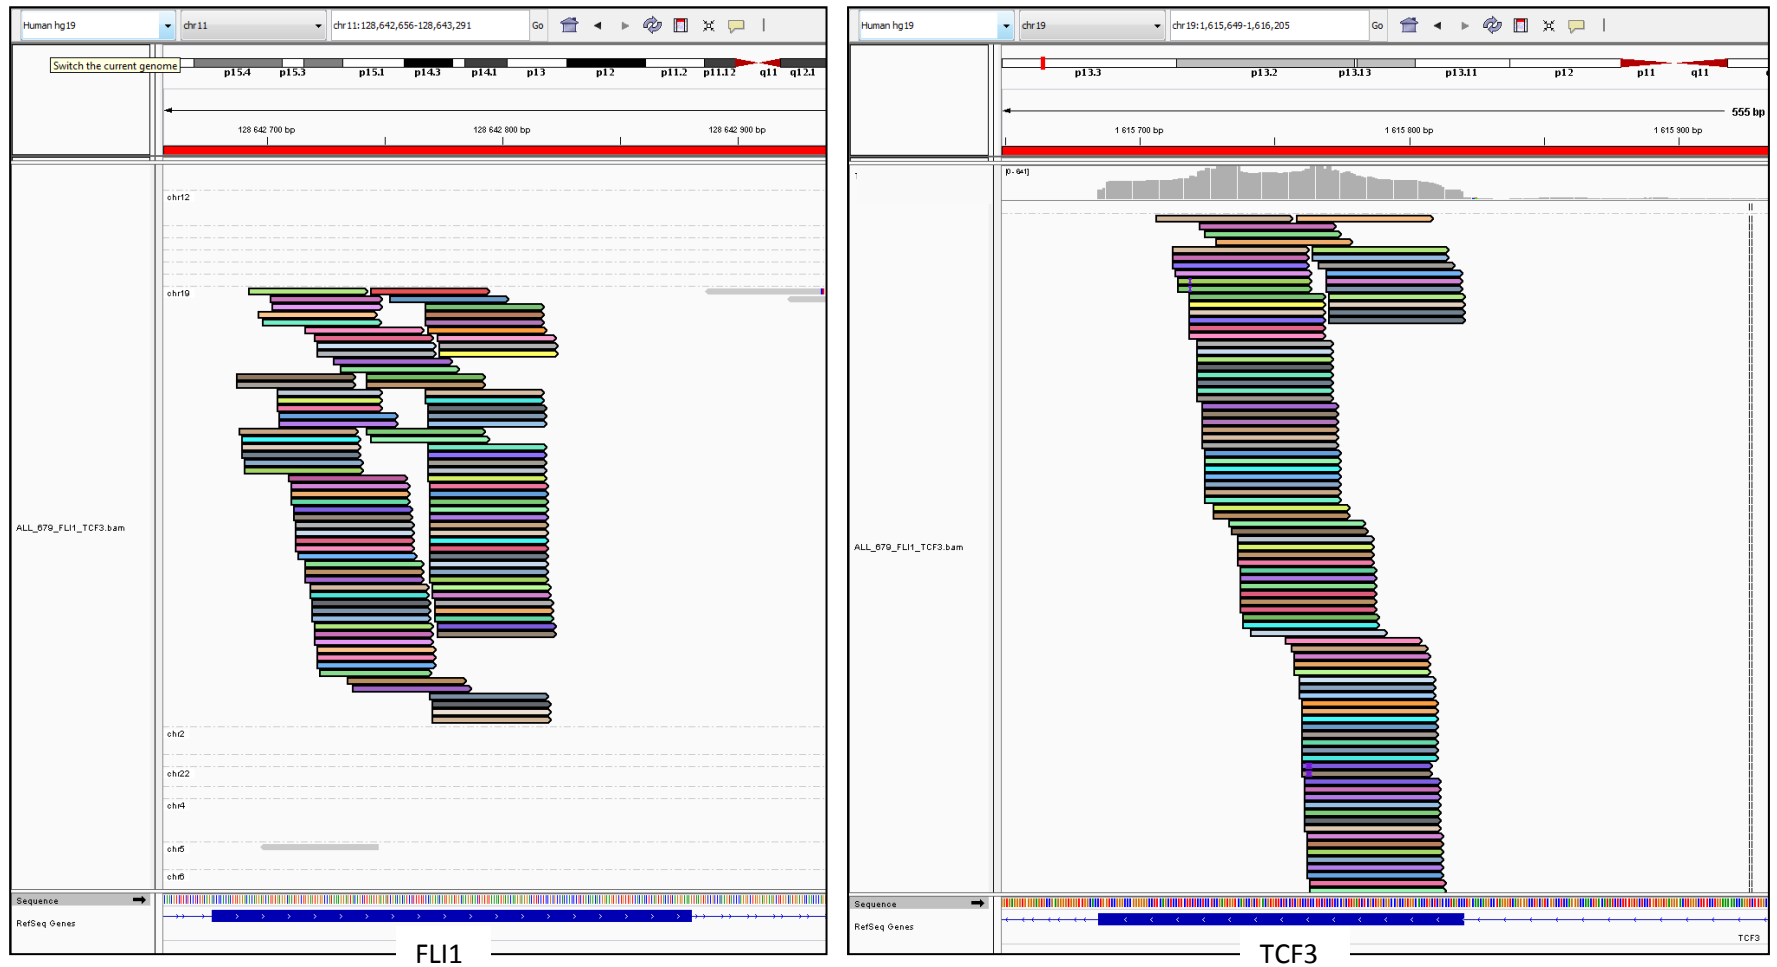 Human hg19 chr11 chr11:128,642,656-128,643,291 Go
Switch the current genome
p15.4 p15.3 p15.1 p14.3 p14.1 p13 p12 p11.2 p11.12 q11 q12.1
128 642 700 bp 128 642 800 bp 128 642 900 bp
chr12
chr19
ALL_679_FLI1_TCF3.bam
chr2
chr22
chr4
chr5
chr6
Sequence
RefSeq Genes
FLI1
Human hg19 chr19 chr19:1,615,649-1,616,205 Go
p13.3 p13.2 p13.13 p13.11 p12 p11 q11
555 bp
1 615 700 bp 1 615 800 bp 1 615 900 bp
[0-641]
ALL_679_FLI1_TCF3.bam
Sequence
RefSeq Genes
TCF3
TCF3